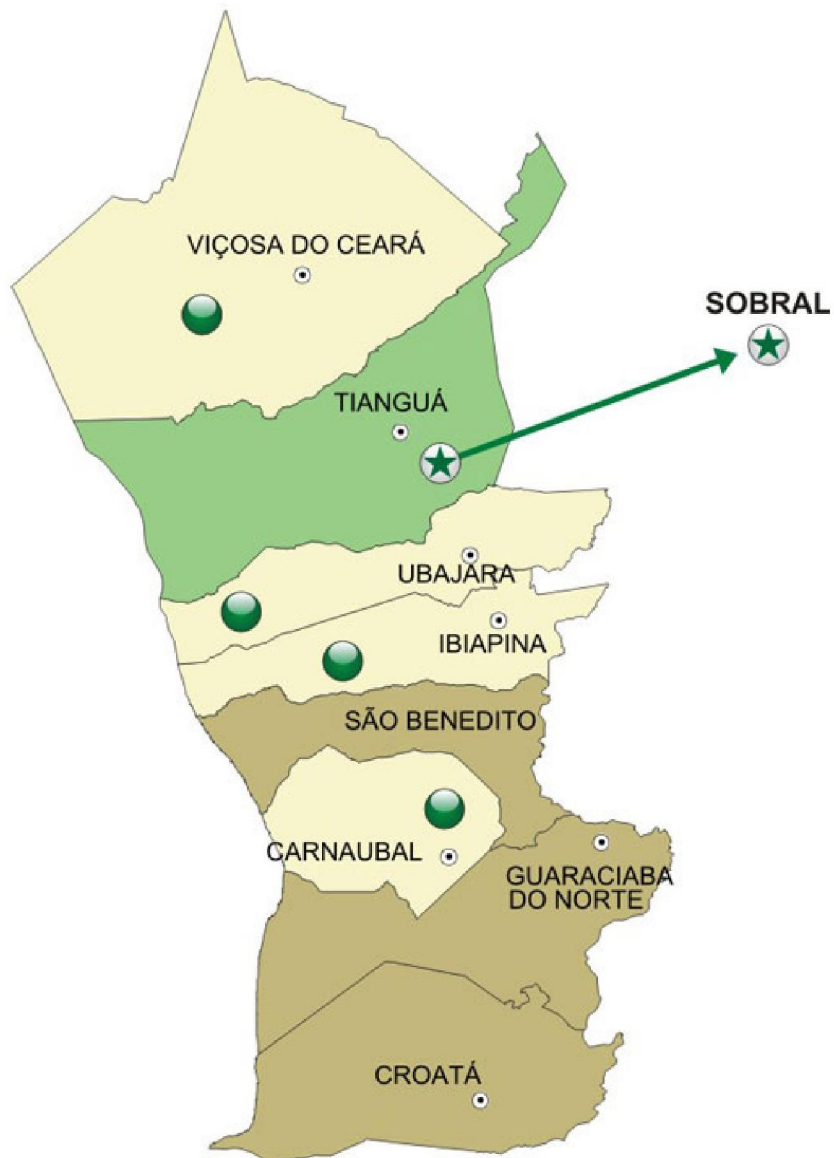 VIÇOSA DO CEARÁ
SOBRAL
TIANGUÁ
UBAJARA
IBIAPINA
SÃO BENEDITO
CARNAUBAL
GUARACIABA
DO NORTE
CROATÁ